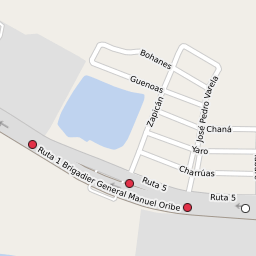 Bohanes
Guenoas
Zapicán
José Pedro Varela
Chaná
Yaro
Charrúas
Ruta 1 Brigadier General Manuel Oribe
Ruta 5
Ruta 5